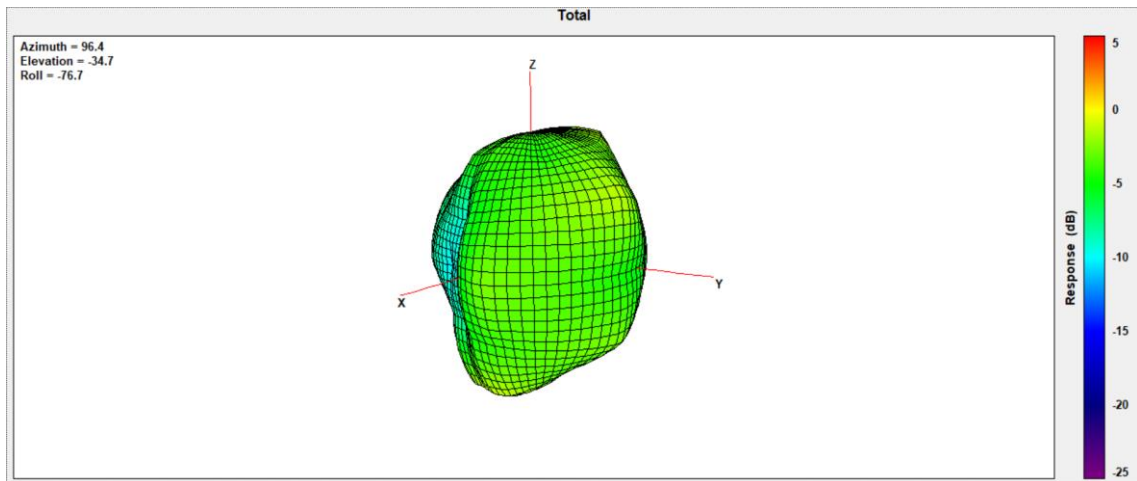 Total
Azimuth = 96.4
Elevation = -34.7
Roll = -76.7
Z
Y
X
5
0
-5
-10
-15
-20
-25
Response (dB)